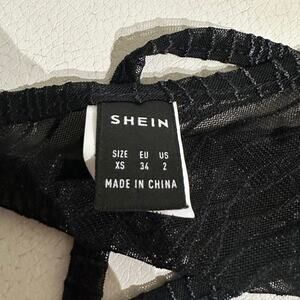 SHEIN
SIZE EU US
XS 34 2
MADE IN CHINA